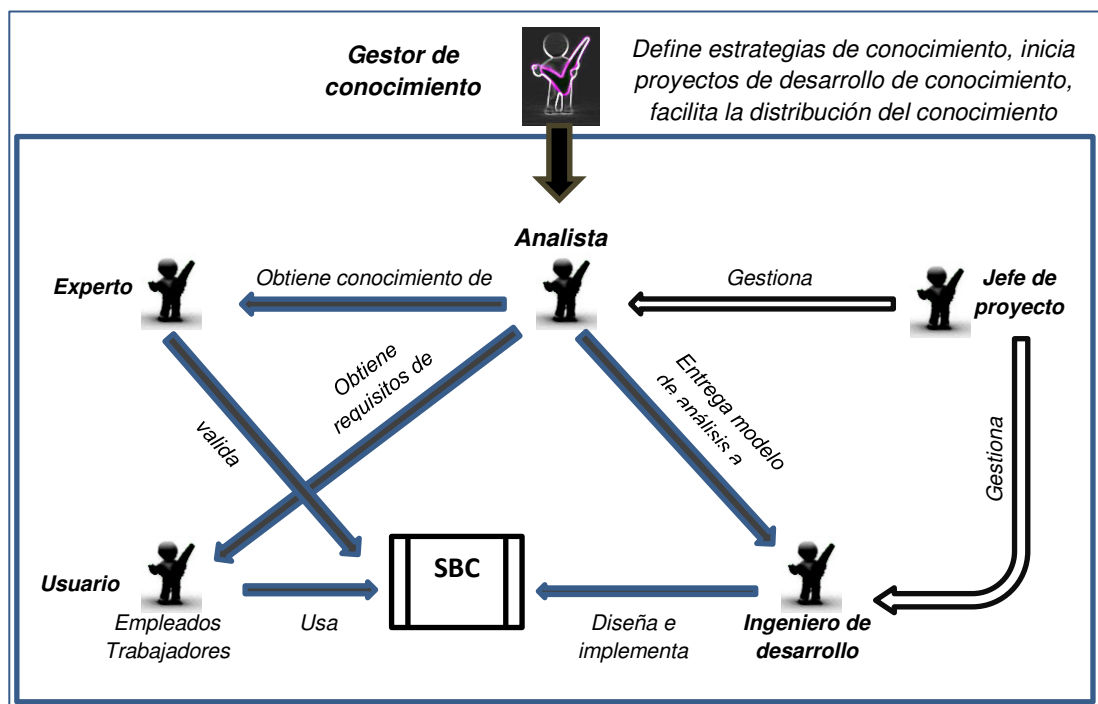 Gestor de
conocimiento
Define estrategias de conocimiento, inicia
proyectos de desarrollo de conocimiento,
facilita la distribución del conocimiento
Analista
Experto
Obtiene conocimiento de
Gestiona
Jefe de
proyecto
Obtiene
requisitos de
Entrega modelo
de análisis a
valida
Gestiona
SBC
Usuario
Empleados
Trabajadores
Usa
Diseña e
implementa
Ingeniero de
desarrollo